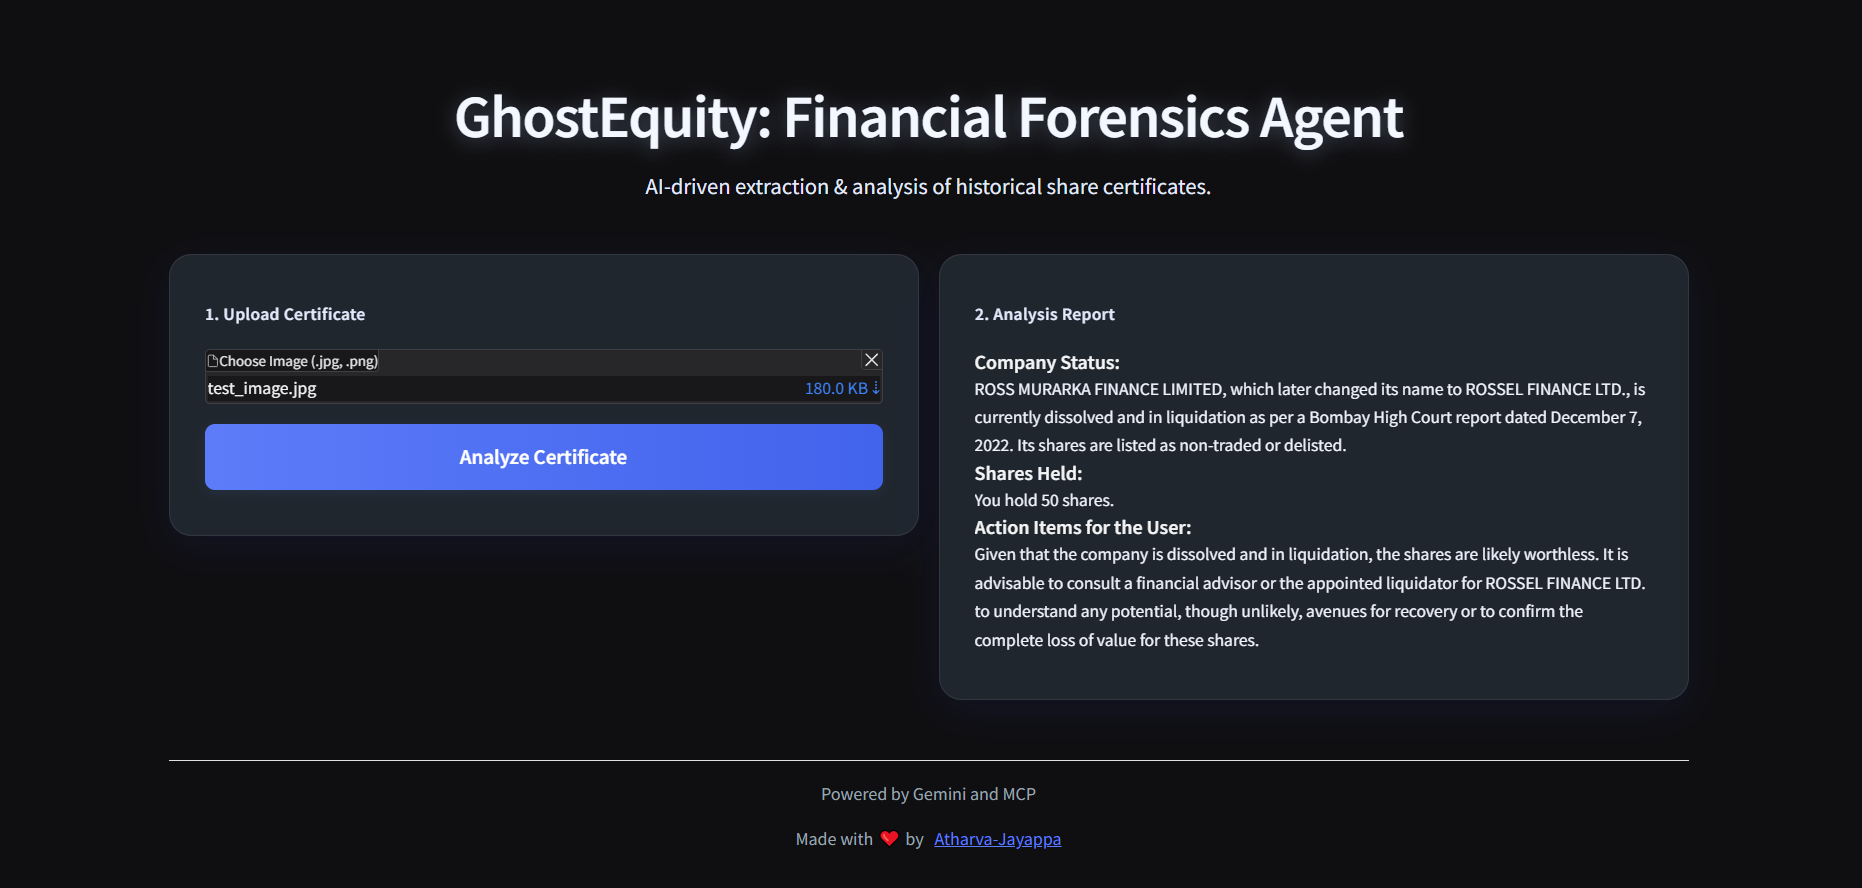 GhostEquity: Financial Forensics Agent
AI-driven extraction & analysis of historical share certificates.
1. Upload Certificate
Choose Image (.jpg, .png)
test_image.jpg
180.0 KB ⇣
Analyze Certificate
2. Analysis Report
Company Status:
ROSS MURARKA FINANCE LIMITED, which later changed its name to ROSSEL FINANCE LTD., is
currently dissolved and in liquidation as per a Bombay High Court report dated December 7,
2022. Its shares are listed as non-traded or delisted.
Shares Held:
You hold 50 shares.
Action Items for the User:
Given that the company is dissolved and in liquidation, the shares are likely worthless. It is
advisable to consult a financial advisor or the appointed liquidator for ROSSEL FINANCE LTD.
to understand any potential, though unlikely, avenues for recovery or to confirm the
complete loss of value for these shares.
Powered by Gemini and MCP
Made with ❤️ by Atharva-Jayappa